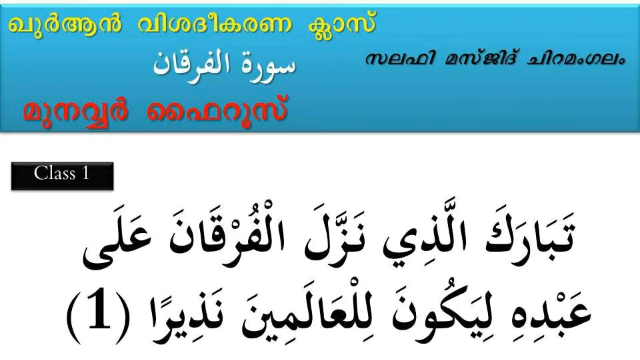 ഖുർആൻ വിശദീകരണ ക്ലാസ്
سورة الفرقان
സലഫി മസ്ജിദ് ചിറമംഗലം
മുനവ്വർ ഫൈറൂസ്
Class 1
تَبَارَكَ الَّذِي نَزَّلَ الْفُرْقَانَ عَلَى
عَبْدِهِ لِيَكُونَ لِلْعَالَمِينَ نَذِيرًا (1)